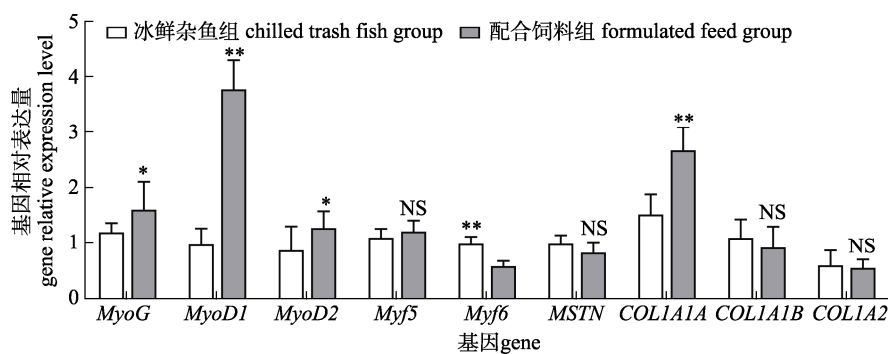 冰鲜杂鱼组 chilled trash fish group 配合饲料组 formulated feed group
基因相对表达量
gene relative expression level
5
4
3
2
1
0
* ** * NS ** NS ** NS NS
MyoG MyoD1 MyoD2 Myf5 Myf6 MSTN COL1A1A COL1A1B COL1A2
基因gene